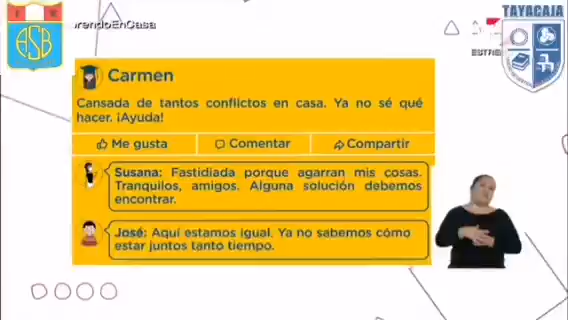 ASB
rendoEnCasa
TAYACAJA
ESTRE
Carmen
Cansada de tantos conflictos en casa. Ya no sé qué
hacer. ¡Ayuda!
Me gusta
Comentar
Compartir
Susana: Fastidiada porque agarran mis cosas.
Tranquilos, amigos. Alguna solución debemos
encontrar.
José: Aquí estamos igual. Ya no sabemos cómo
estar juntos tanto tiempo.